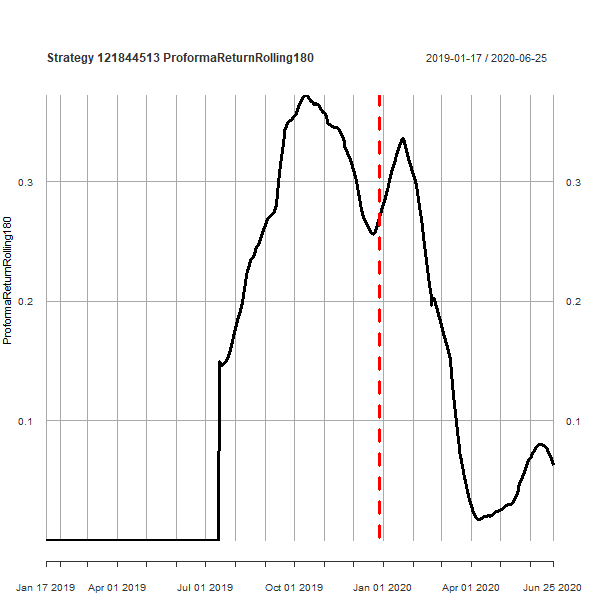 Strategy 121844513 ProformaReturnRolling180
2019-01-17 / 2020-06-25
ProformaReturnRolling180
0.3
0.3
0.2
0.2
0.1
0.1
Jan 17 2019
Apr 01 2019
Jul 01 2019
Oct 01 2019
Jan 01 2020
Apr 01 2020
Jun 25 2020